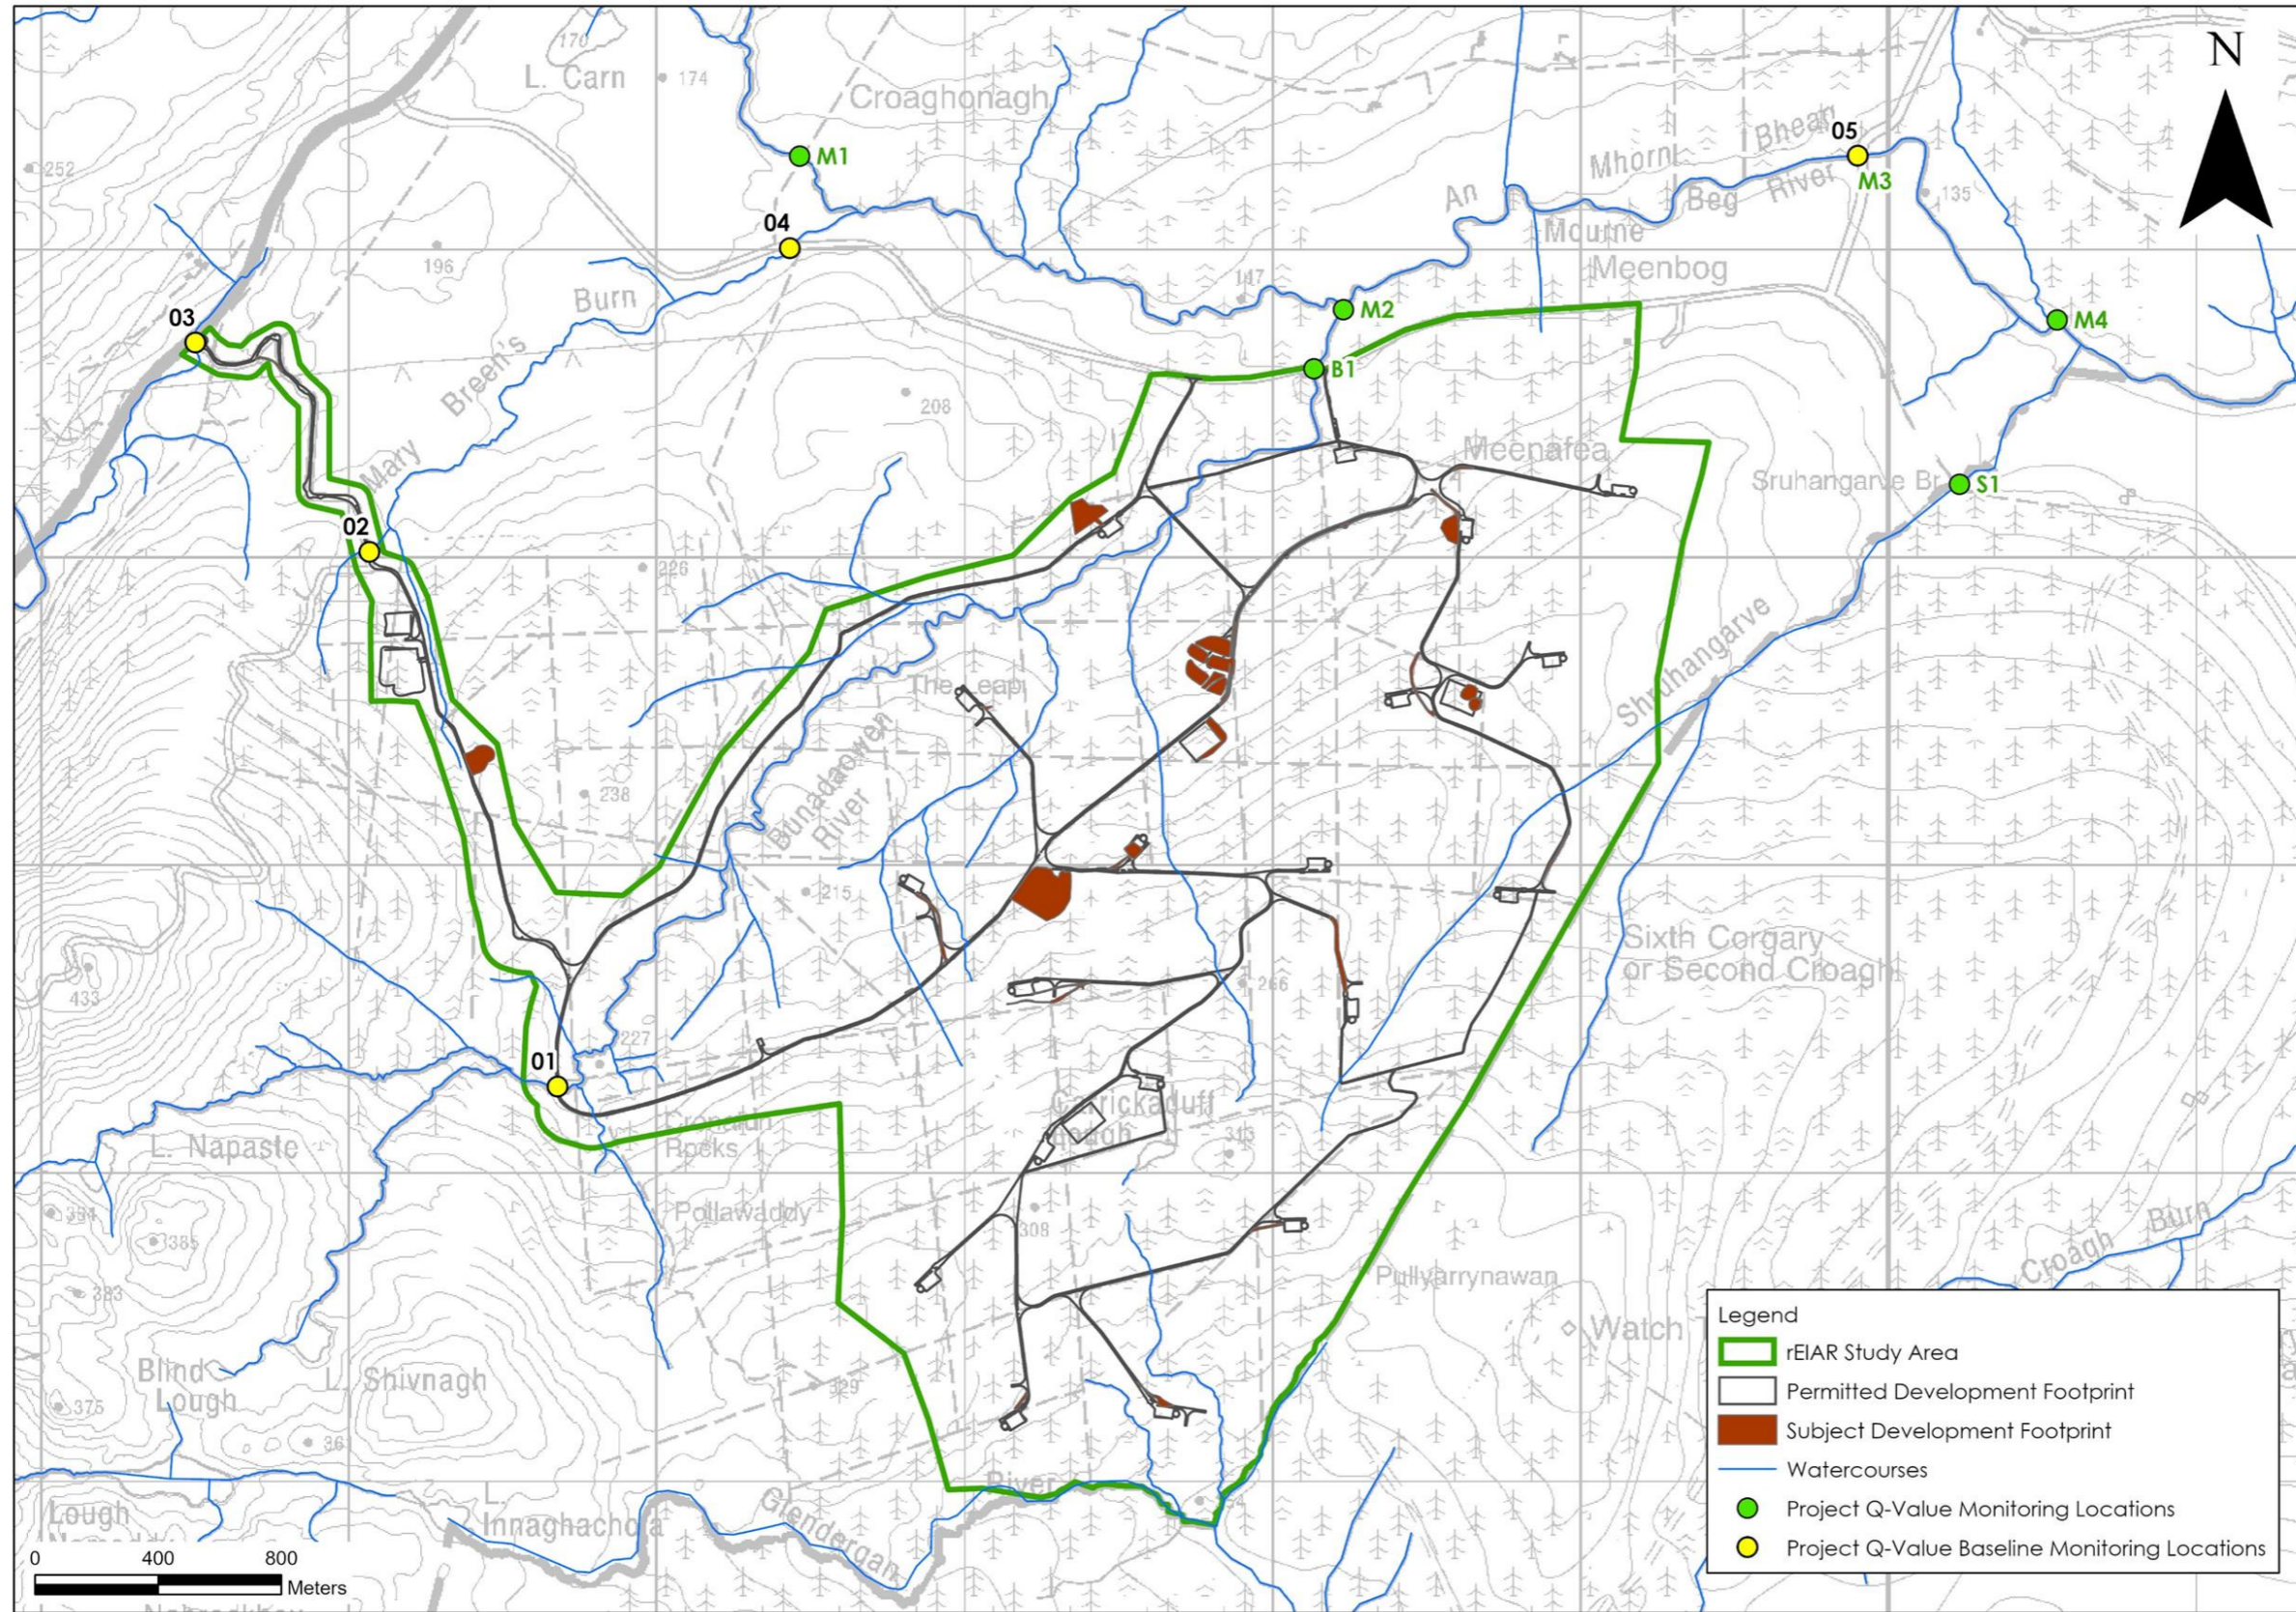 170
L. Carn
174
Croaghonagh
N
252
M1
04
05
Bhean
Mhorn
An
Beg
River
M3
135
Mourne
Meenbog
196
Burn
147
M2
M4
03
B1
Breen's
208
Mary
Meenafea
Sruhangarve Br
S1
02
226
Shruhangarve
The Leap
238
Bunadaowen
River
215
Sixth Corgary
or Second Croagh
433
266
227
01
Carrickaduff
Lough
313
L. Napaste
Rocks
Pollawaddy
308
385
383
Croagh Burn
Pullyarrynawan
Watch
Blind
Lough
L. Shivnagh
329
375
36
River
Glendergan
L.
Innaghachola
Lough
0 400 800
Meters
Legend
rEIAR Study Area
Permitted Development Footprint
Subject Development Footprint
Watercourses
Project Q-Value Monitoring Locations
Project Q-Value Baseline Monitoring Locations